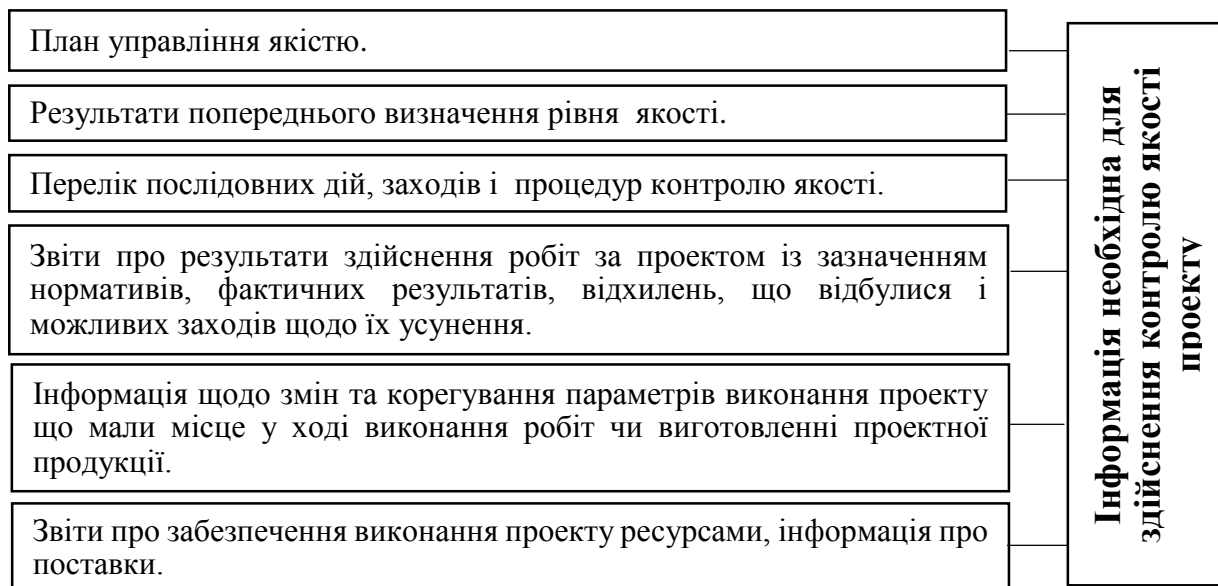 План управління якістю.
Результати попереднього визначення рівня якості.
Перелік послідовних дій, заходів і процедур контролю якості.
Звіти про результати здійснення робіт за проектом із зазначенням
нормативів, фактичних результатів, відхилень, що відбулися і
можливих заходів щодо їх усунення.
Інформація щодо змін та корегування параметрів виконання проекту
що мали місце у ході виконання робіт чи виготовленні проектної
продукції.
Звіти про забезпечення виконання проекту ресурсами, інформація про
поставки.
Інформація необхідна для
здійснення контролю якості
проекту